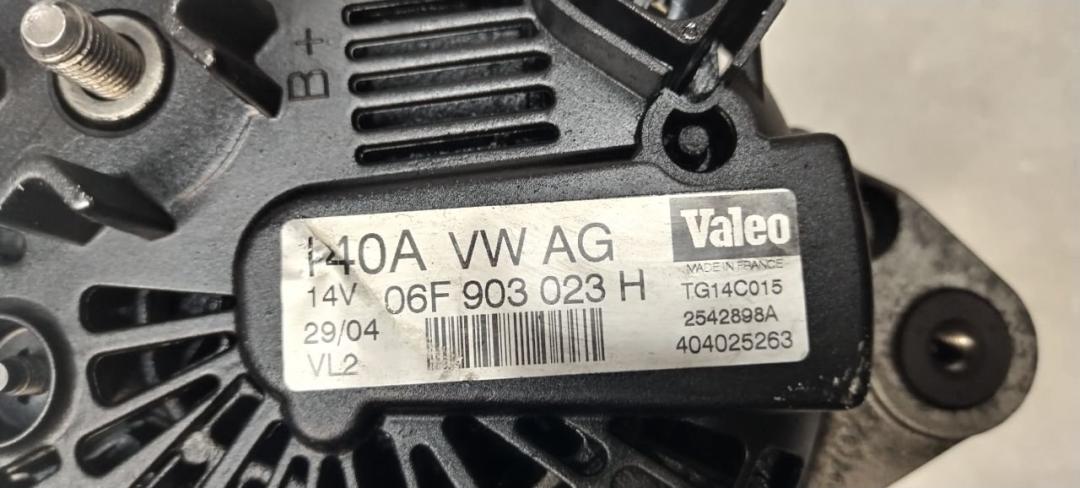 B+
140A VW AG
14V 06F 903 023 H
29/04
VL2
Valeo
MADE IN FRANCE
TG14C015
2542898A
404025263